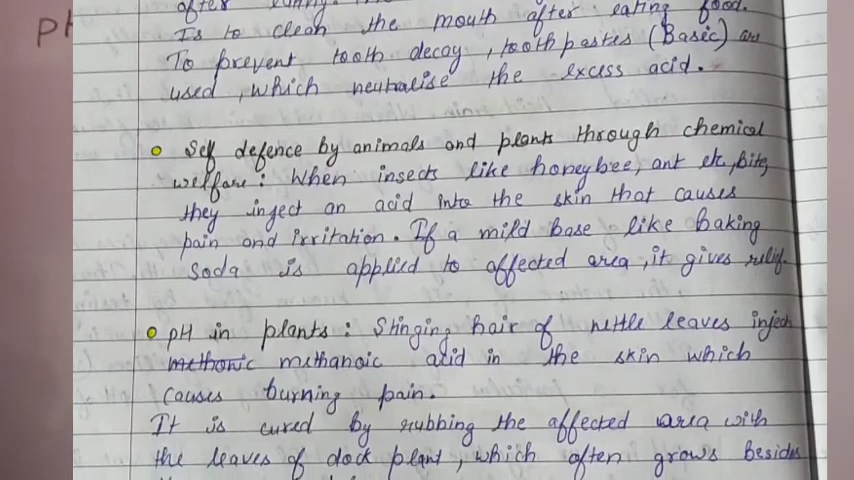 pH
after eating.
Is to clean the mouth after eating food.
To prevent tooth decay, tooth pastes (Basic) are
used, which neutralise the excess acid.
Self defence by animals and plants through chemical
welfare: When insects like honeybee, ant etc, bite,
they inject an acid into the skin that causes
pain and irritation. If a mild base like baking
soda is applied to affected area, it gives relief.
pH in plants: Stinging hair of nettle leaves inject
methonic methanoic acid in the skin which
causes burning pain.
It is cured by rubbing the affected area with
the leaves of dock plant, which often grows besides